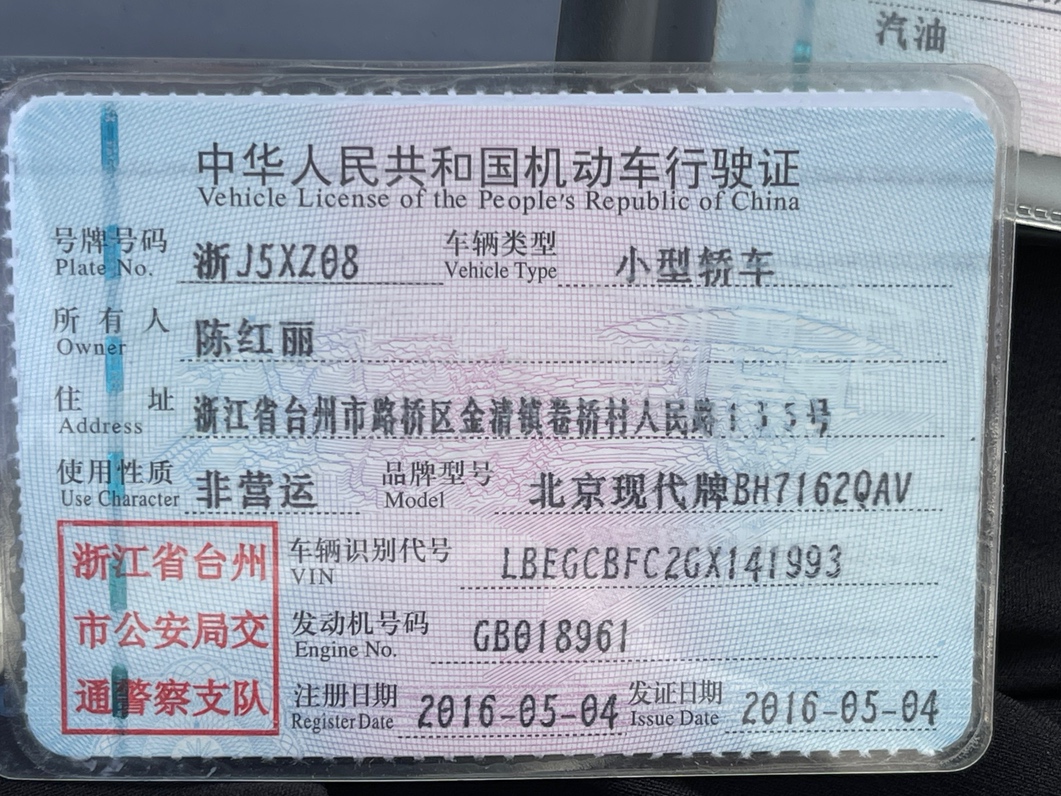 汽油
中华人民共和国机动车行驶证
Vehicle License of the People's Republic of China
号牌号码 浙J5XZ08 车辆类型 小型轿车
Plate No. Vehicle Type
所有人 陈红丽
Owner
住址 浙江省台州市路桥区金清镇卷桥村人民路135号
Address
使用性质 非营运 品牌型号 北京现代牌BH7162QAV
Use Character Model
浙江省台州
市公安局交
通警察支队
车辆识别代号 LBEGCBFC2GX141993
VIN
发动机号码 GB018961
Engine No.
注册日期 2016-05-04 发证日期 2016-05-04
Register Date Issue Date